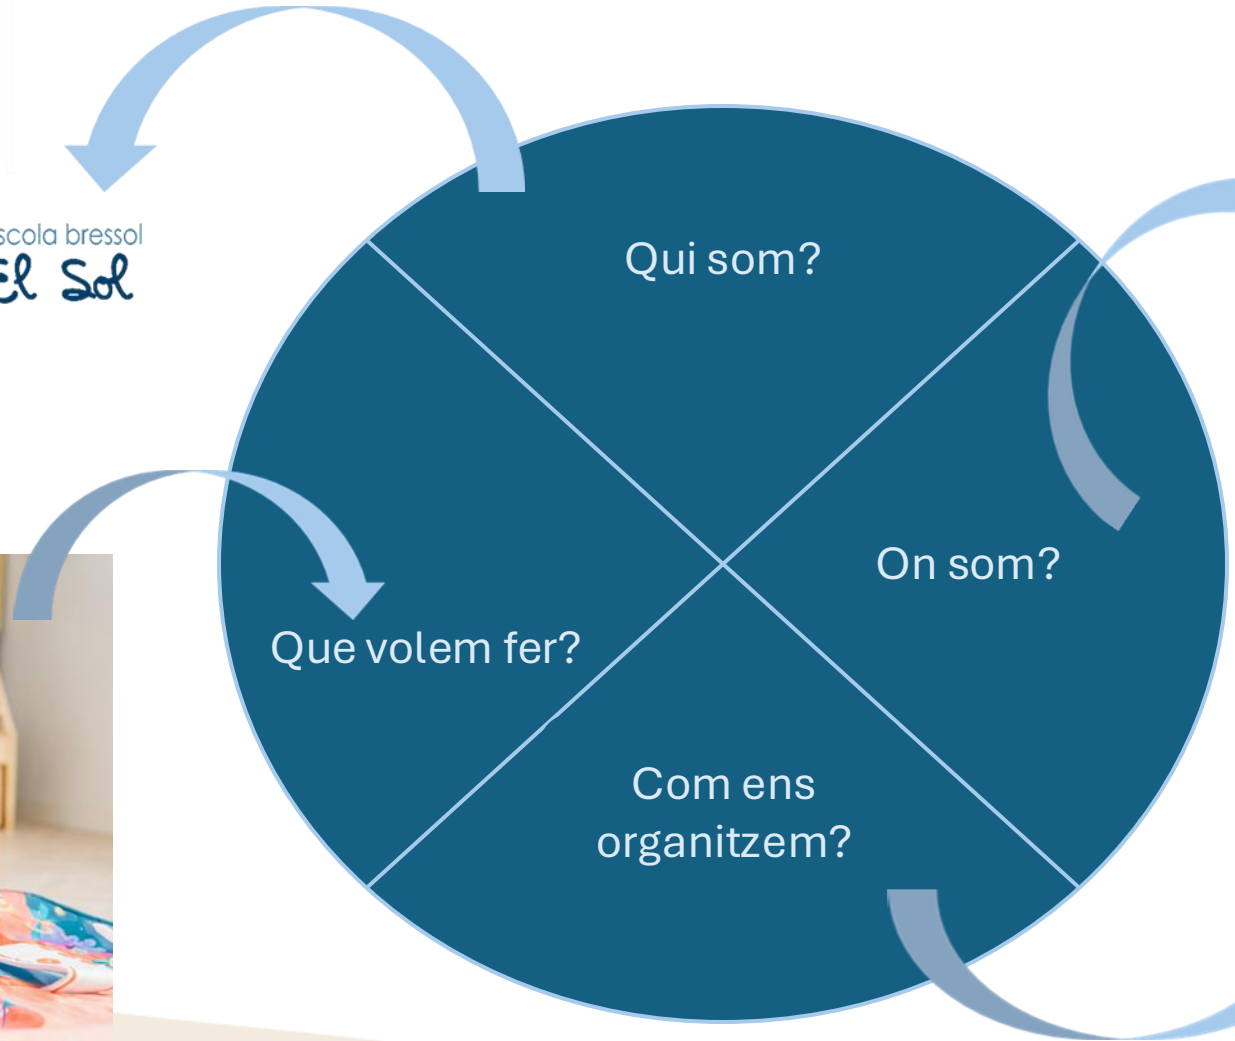 scola bressol
El Sol
Qui som?
On som?
Que volem fer?
Com ens
organitzem?